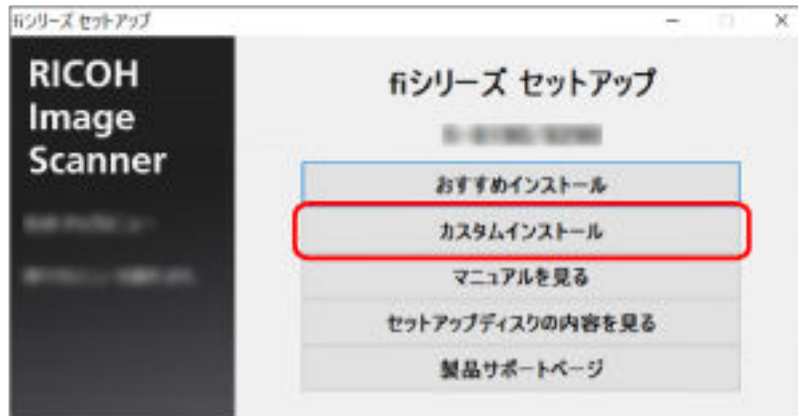 fiシリーズ セットアップ
RICOH
Image
Scanner
fiシリーズ セットアップ
おすすめインストール
カスタムインストール
マニュアルを見る
セットアップディスクの内容を見る
製品サポートページ